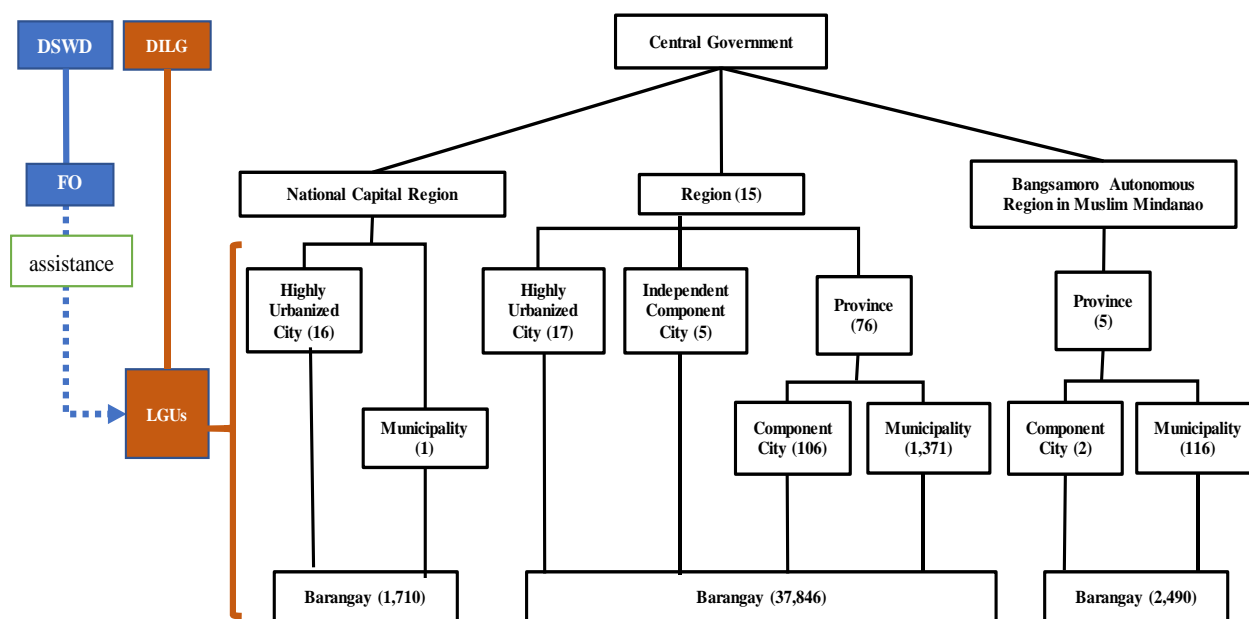 DSWD
DILG
Central Government
FO
National Capital Region
Region (15)
Bangsamoro Autonomous
Region in Muslim Mindanao
assistance
Highly
Urbanized
City (16)
Highly
Urbanized
City (17)
Independent
Component
City (5)
Province
(76)
Province
(5)
LGUs
Municipality
(1)
Component
City (106)
Municipality
(1,371)
Component
City (2)
Municipality
(116)
Barangay (1,710)
Barangay (37,846)
Barangay (2,490)